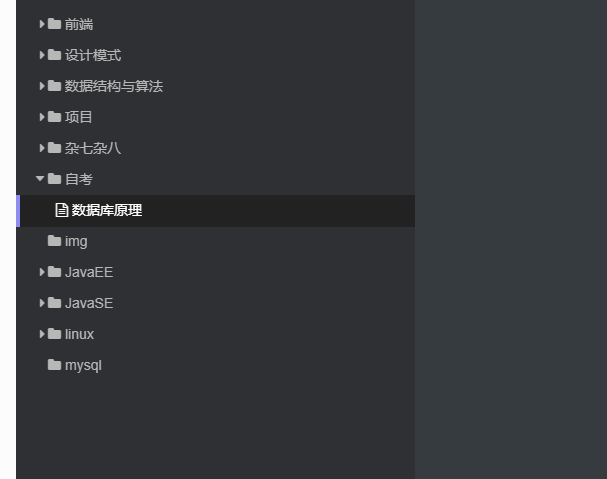 前端
设计模式
数据结构与算法
项目
杂七杂八
自考
数据库原理
img
JavaEE
JavaSE
linux
mysql